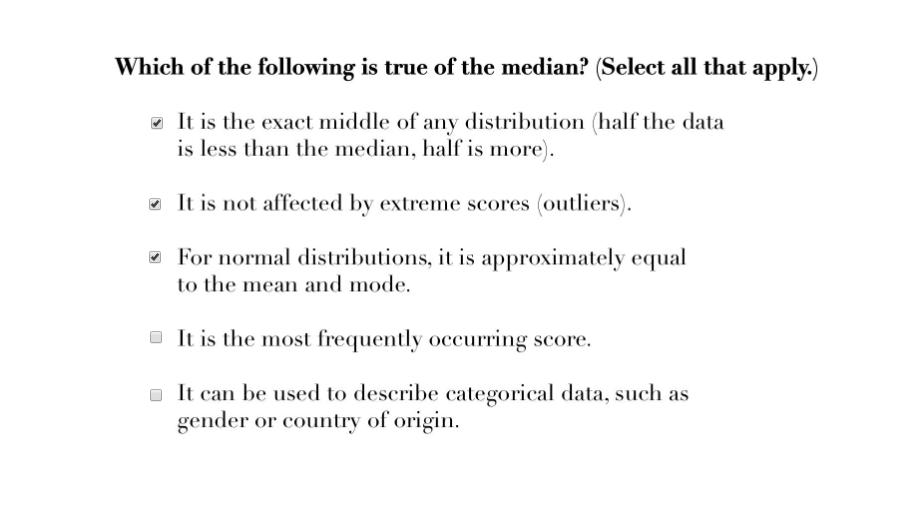 Which of the following is true of the median? (Select all that apply.)
It is the exact middle of any distribution (half the data
is less than the median, half is more).
It is not affected by extreme scores (outliers).
For normal distributions, it is approximately equal
to the mean and mode.
It is the most frequently occurring score.
It can be used to describe categorical data, such as
gender or country of origin.